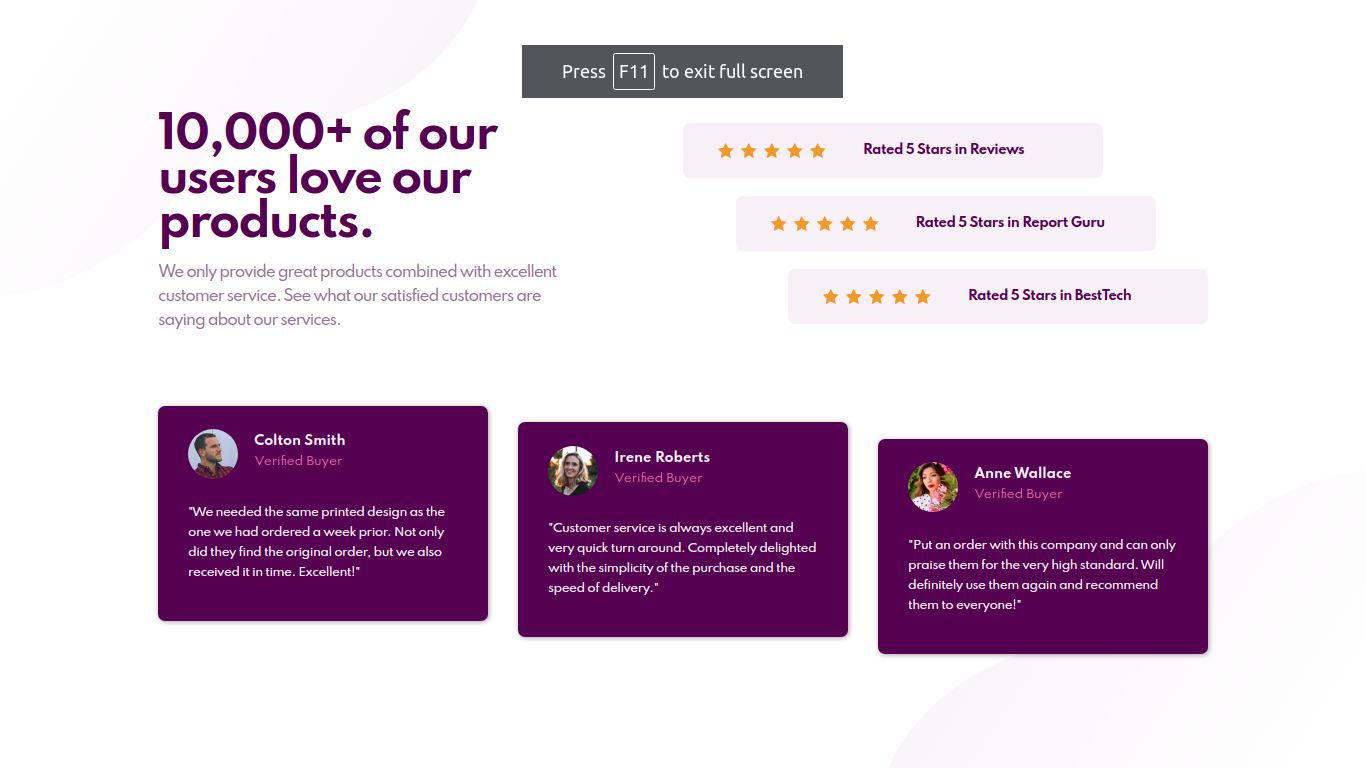 Press F11 to exit full screen
10,000+ of our
users love our
products.
We only provide great products combined with excellent
customer service. See what our satisfied customers are
saying about our services.
Rated 5 Stars in Reviews
Rated 5 Stars in Report Guru
Rated 5 Stars in BestTech
Colton Smith
Verified Buyer
"We needed the same printed design as the
one we had ordered a week prior. Not only
did they find the original order, but we also
received it in time. Excellent!"
Irene Roberts
Verified Buyer
"Customer service is always excellent and
very quick turn around. Completely delighted
with the simplicity of the purchase and the
speed of delivery."
Anne Wallace
Verified Buyer
"Put an order with this company and can only
praise them for the very high standard. Will
definitely use them again and recommend
them to everyone!"